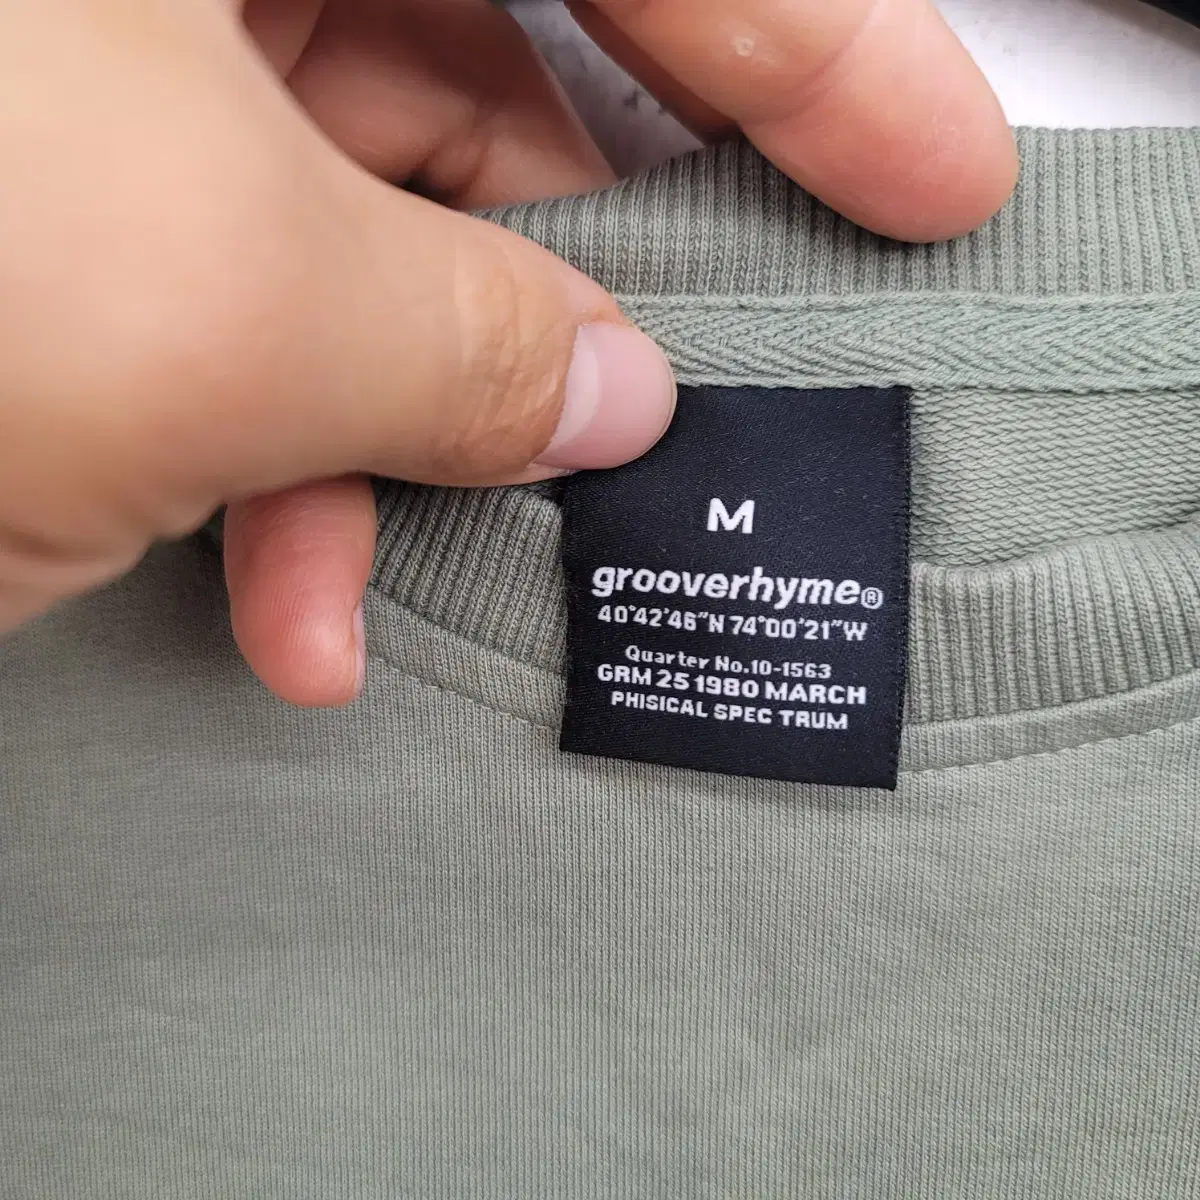 M
grooverhyme®
40°42'46"N 74°00'21"W
Quarter No.10-1563
GRM 25 1980 MARCH
PHISICAL SPEC TRUM